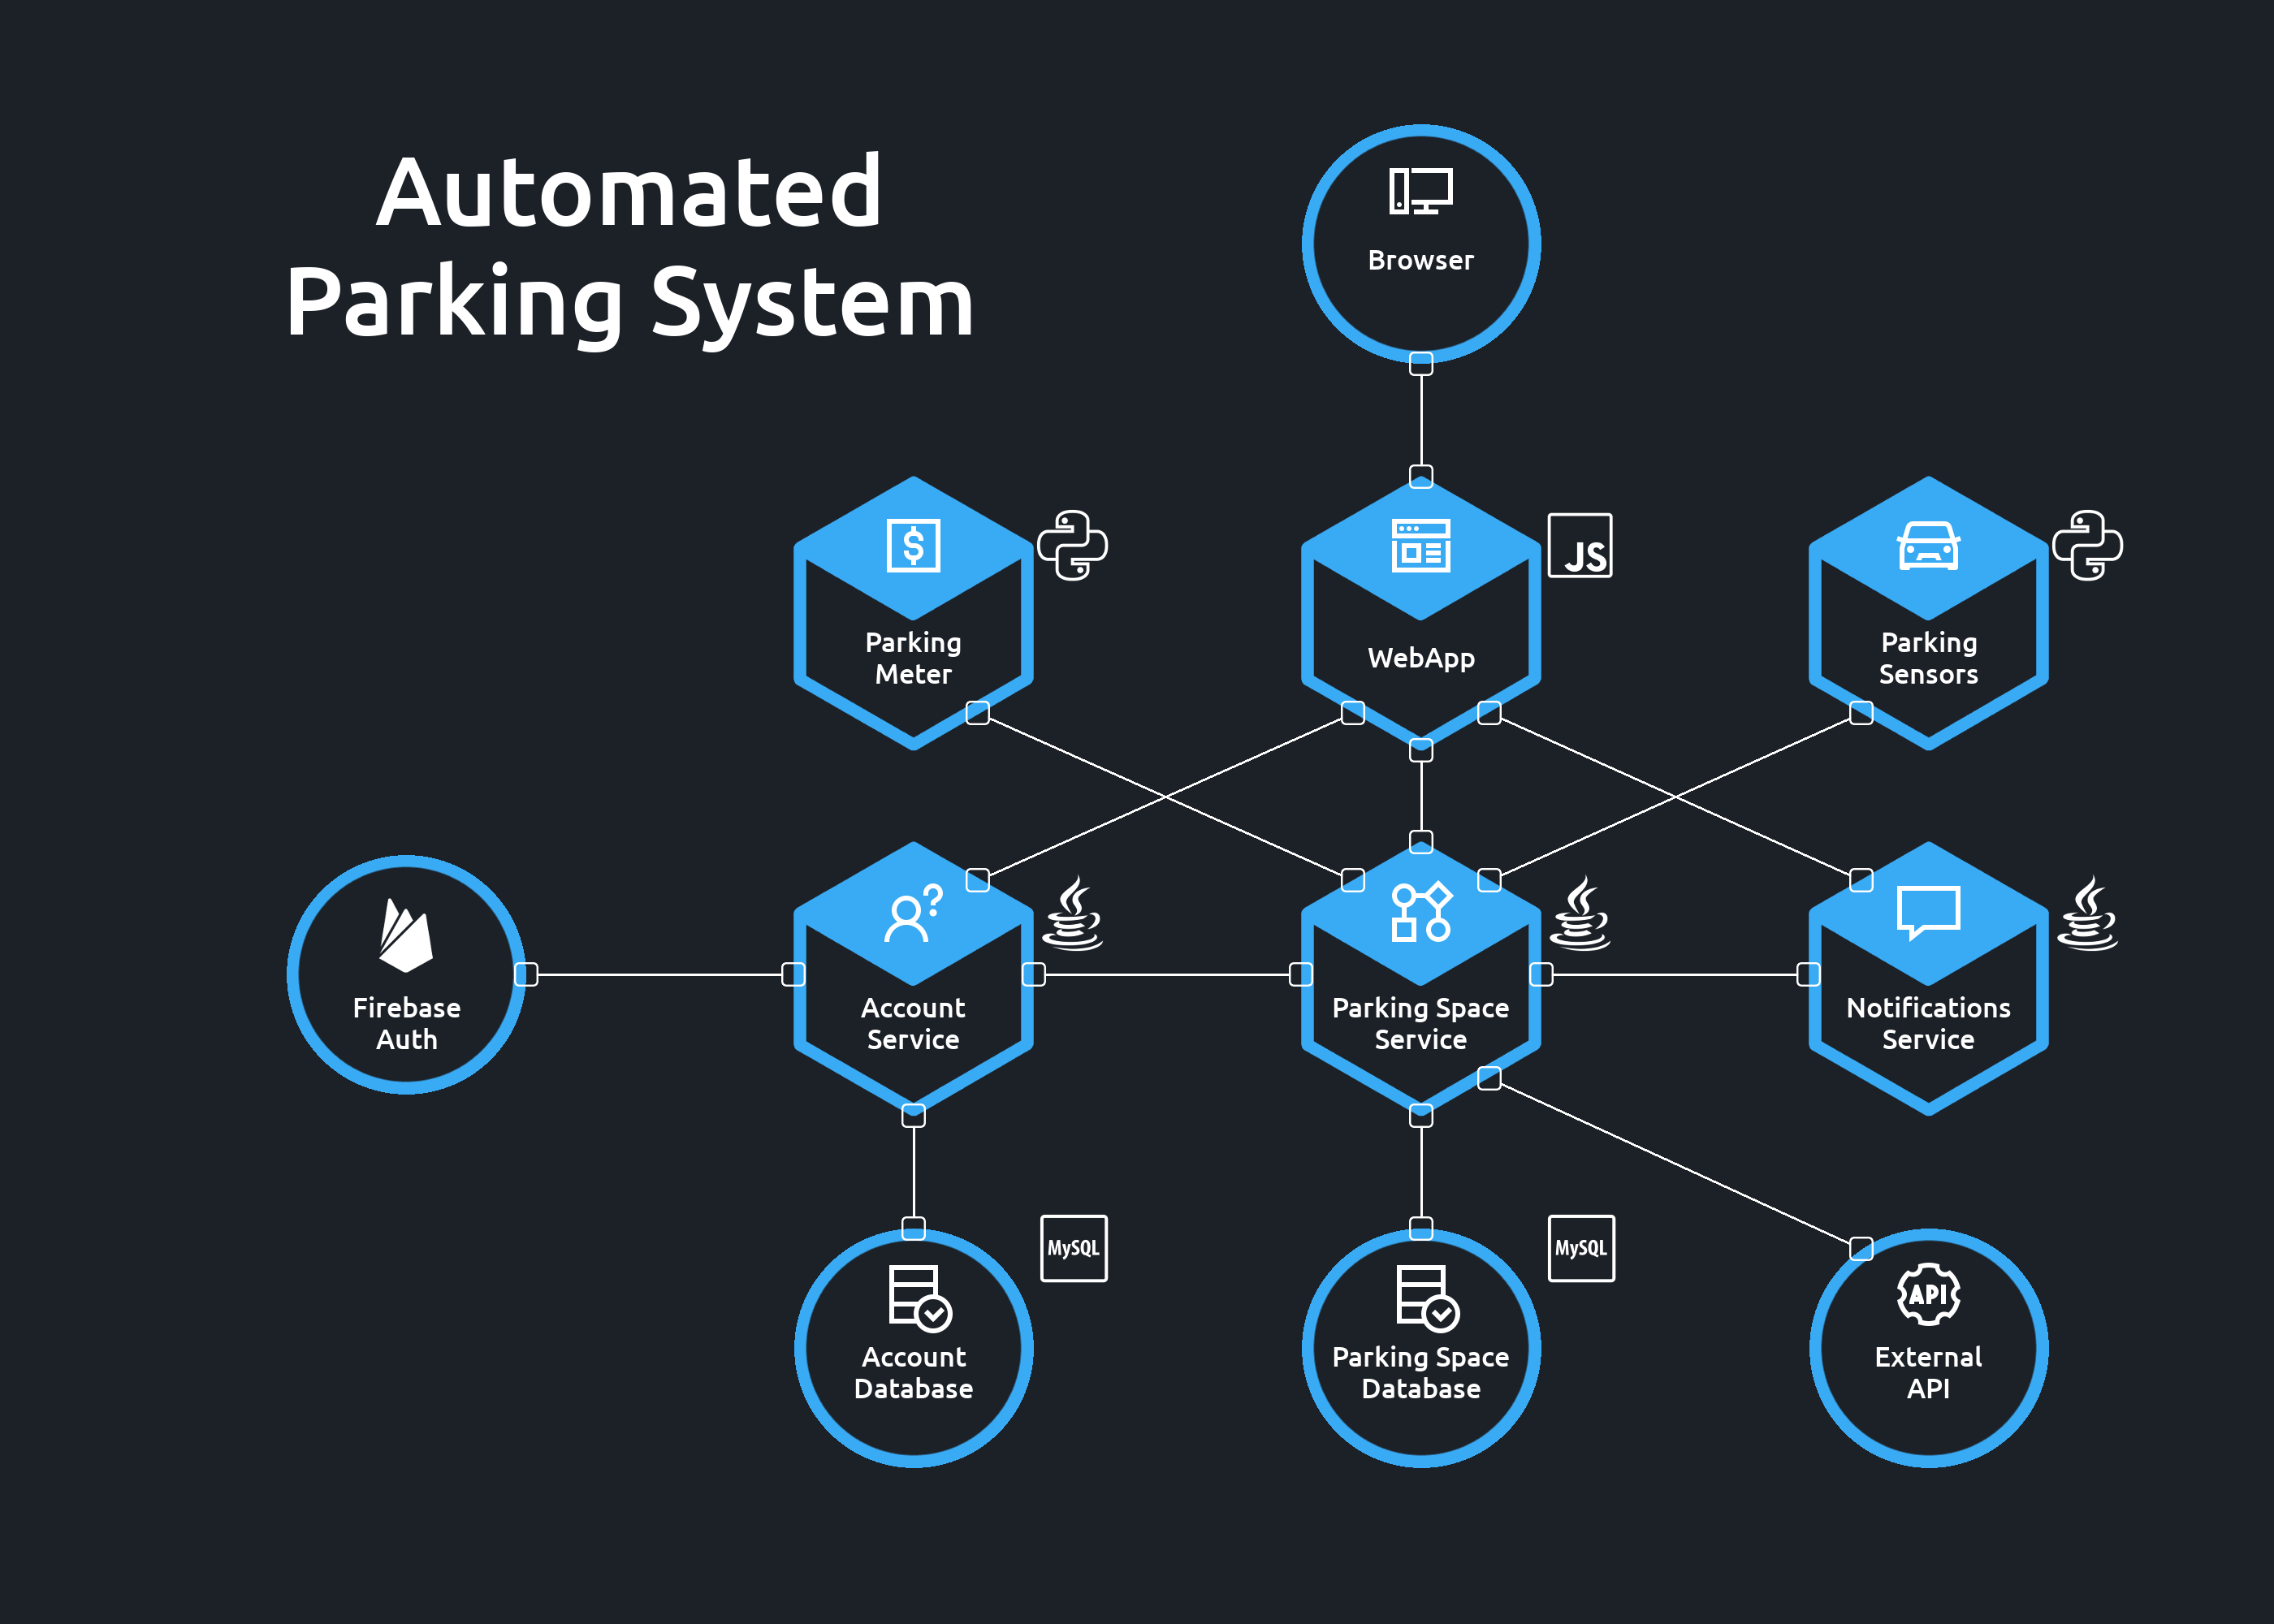 Automated
Parking System
Browser
$
Parking
Meter
WebApp
JS
Parking
Sensors
Firebase
Auth
?
Account
Service
Parking Space
Service
Notifications
Service
MySQL
Account
Database
MySQL
Parking Space
Database
API
External
API